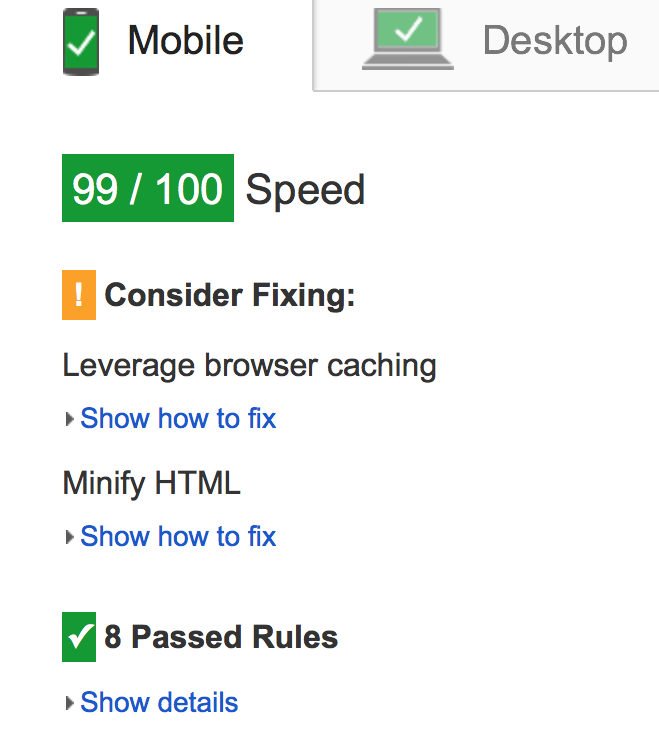 Mobile
Desktop
99 / 100 Speed
! Consider Fixing:
Leverage browser caching
Show how to fix
Minify HTML
Show how to fix
8 Passed Rules
Show details